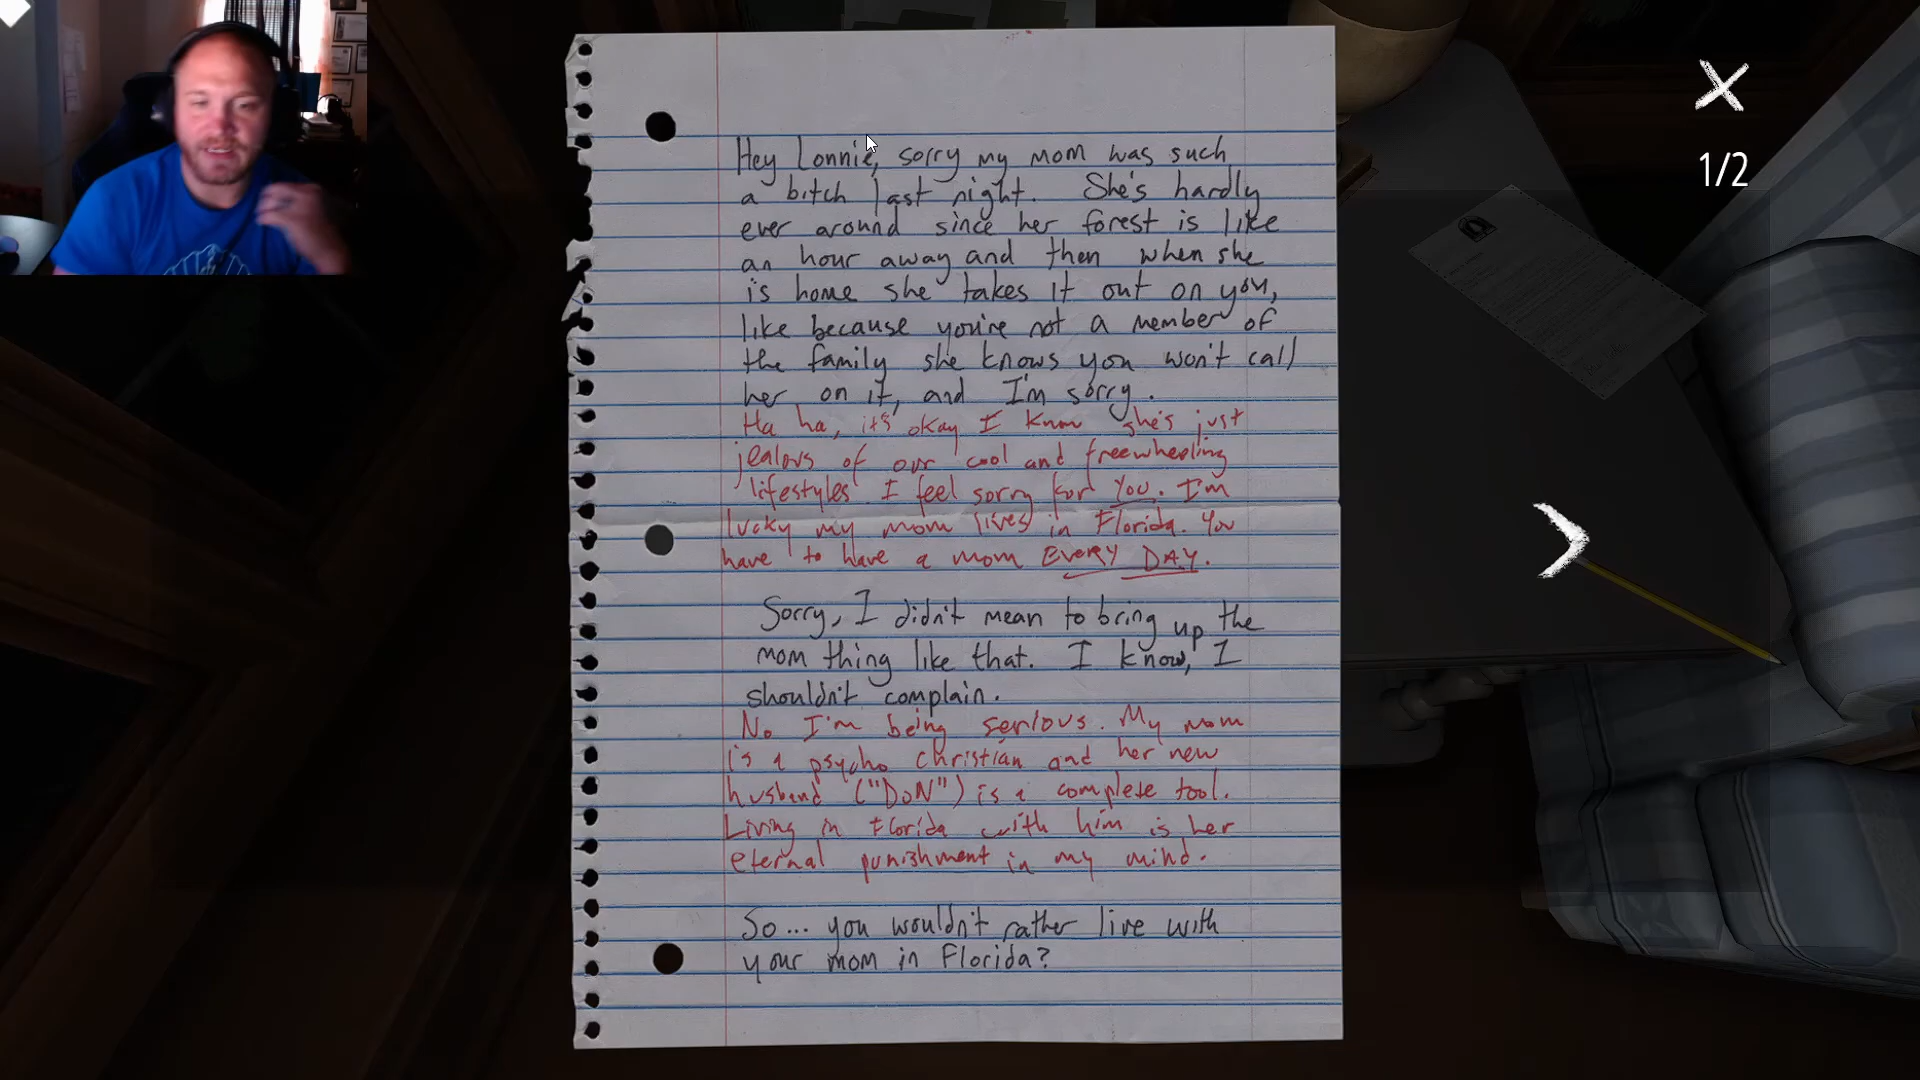 Hey Lonnie, sorry my mom was such
a bitch last night. She's hardly
ever around since her forest is like
an hour away and then when she
is home she takes it out on you,
like because you're not a member of
the family she knows you won't call
her on it, and I'm sorry.
Ha ha, it's okay I know she's just
jealous of our cool and freewheeling
lifestyles. I feel sorry for YOU. I'm
lucky my mom lives in Florida. You
have to have a mom EVERY DAY.
Sorry, I didn't mean to bring up the
mom thing like that. I know, I
shouldn't complain.
No I'm being serious. My mom
is a psycho Christian and her new
husband ("DoN") is a complete tool.
Living in Florida with him is her
eternal punishment in my mind.
So... you wouldn't rather live with
your mom in Florida?
1/2